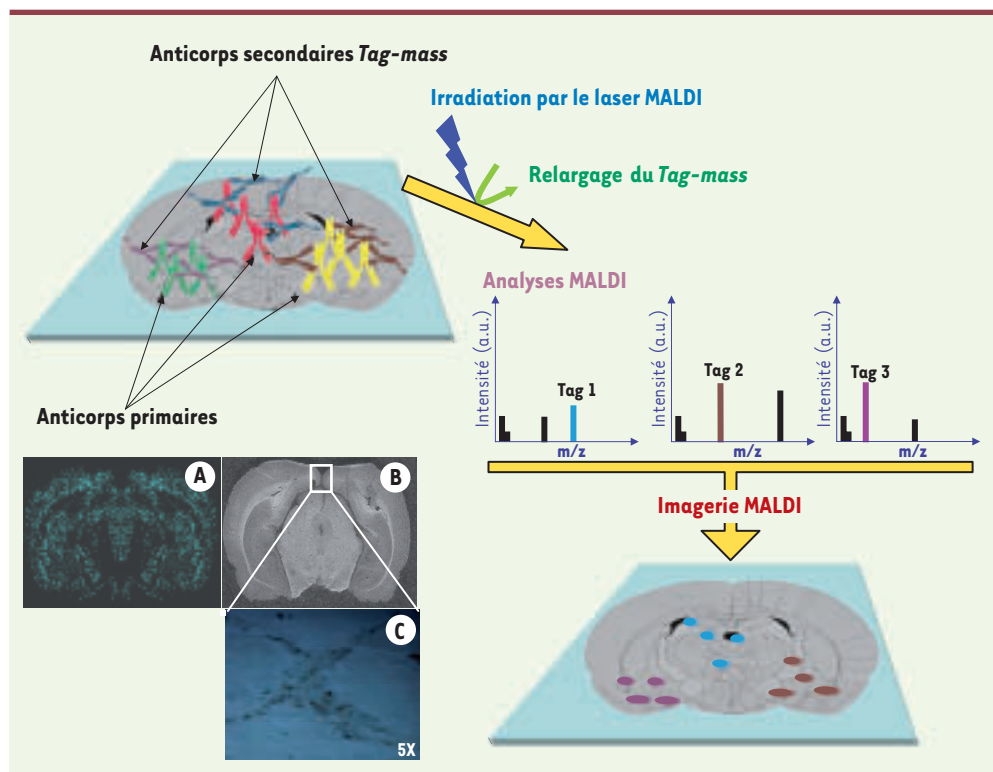 Anticorps secondaires Tag-mass
Irradiation par le laser MALDI
Relargage du Tag-mass
Anticorps primaires
Analyses MALDI
Intensité (a.u.)
Tag 1
m/z
Intensité (a.u.)
Tag 2
m/z
Intensité (a.u.)
Tag 3
m/z
Imagerie MALDI
A
B
C
5X